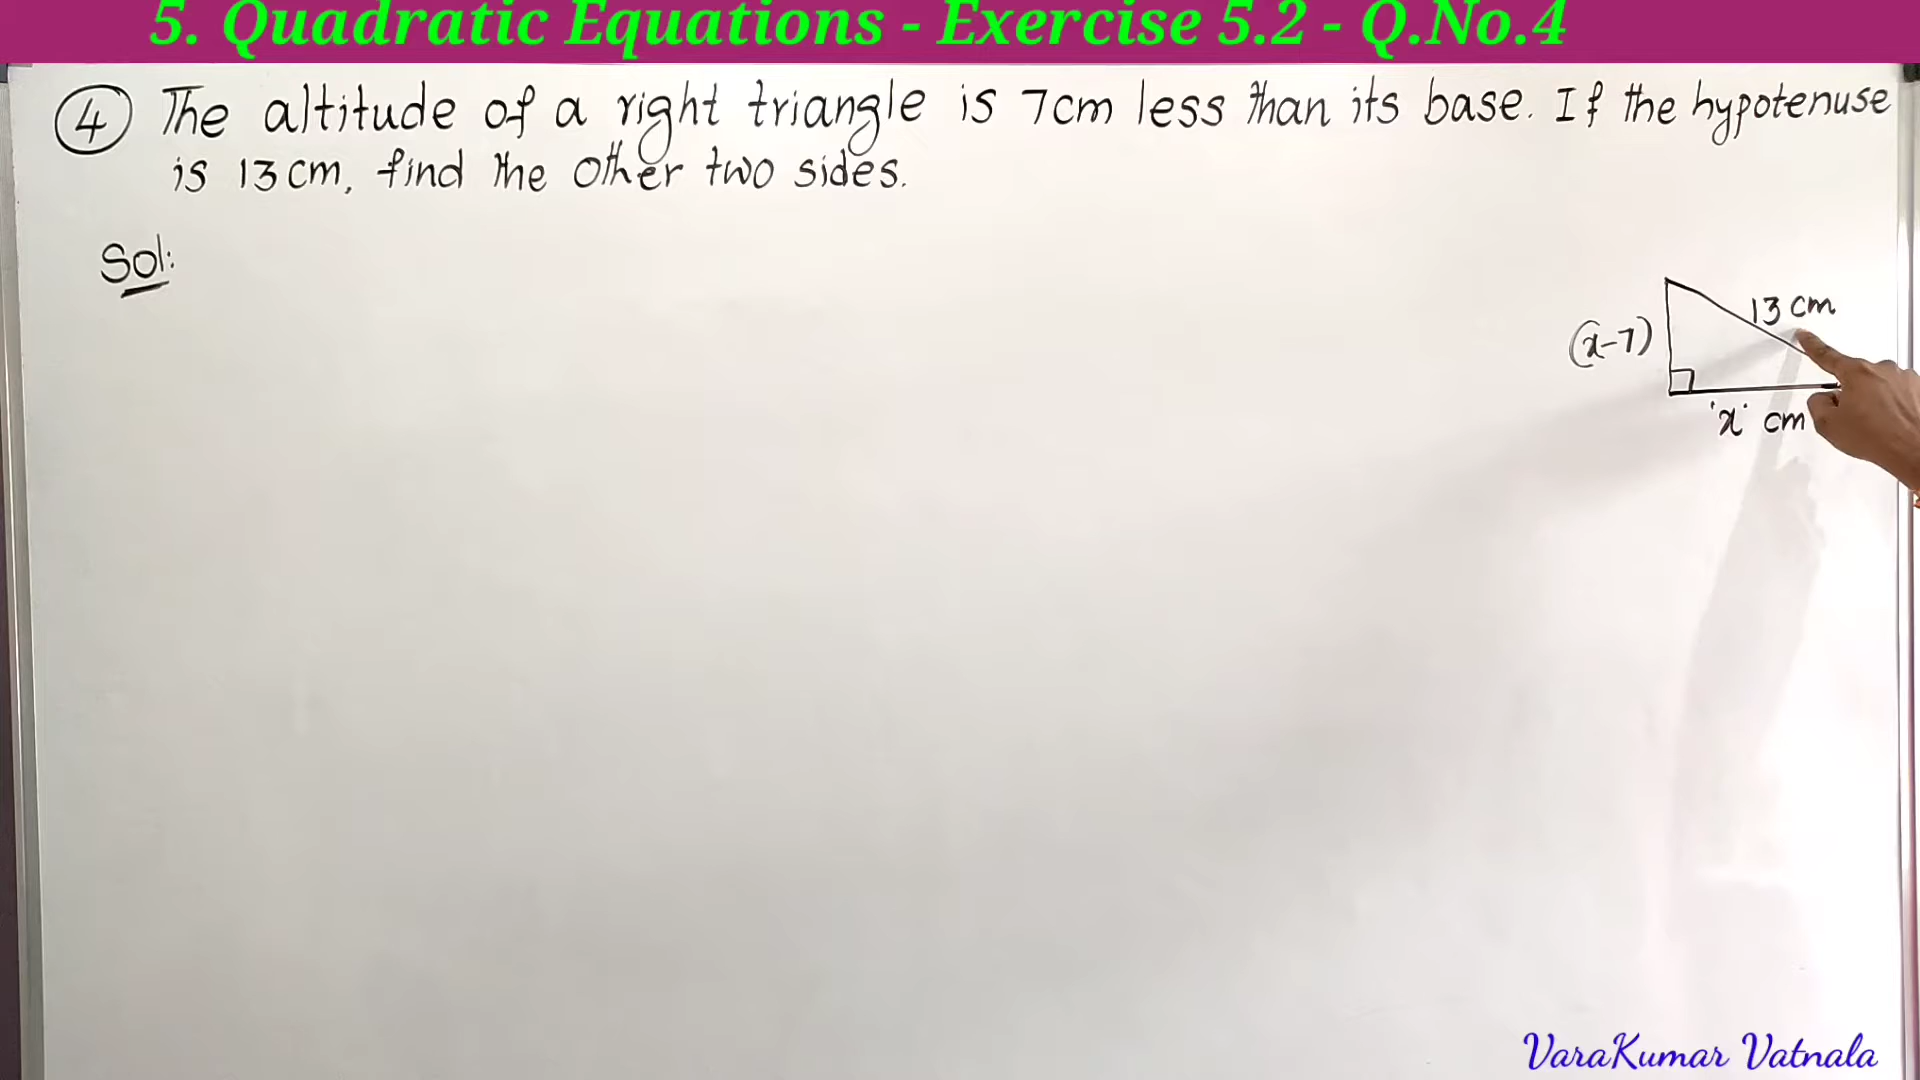 5. Quadratic Equations - Exercise 5.2 - Q.No.4
④ The altitude of a right triangle is 7cm less than its base. If the hypotenuse
is 13cm, find the other two sides.
Sol:
13 cm
(x-7)
'x' cm
VaraKumar Vatnala